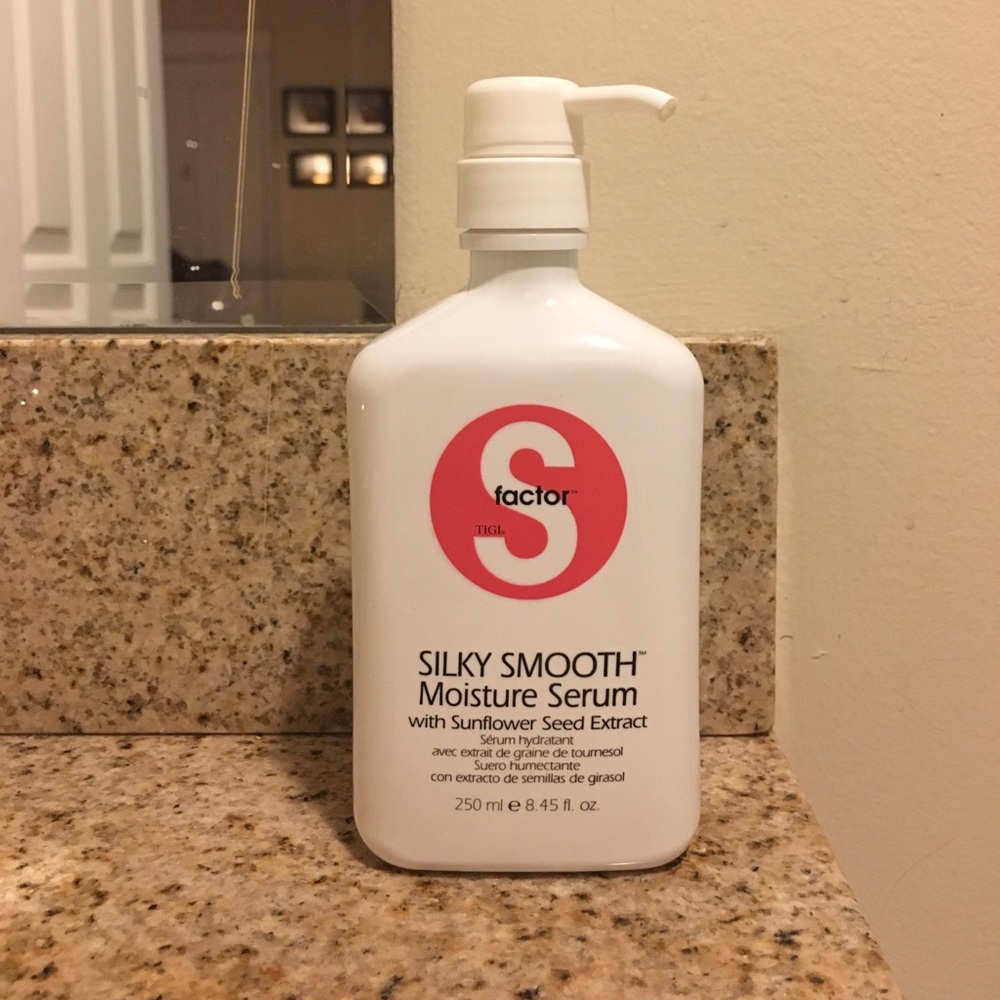 S
factor™
TIGI®
SILKY SMOOTH™
Moisture Serum
with Sunflower Seed Extract
Sérum hydratant
avec extrait de graine de tournesol
Suero humectante
con extracto de semillas de girasol
250 ml ℮ 8.45 fl. oz.